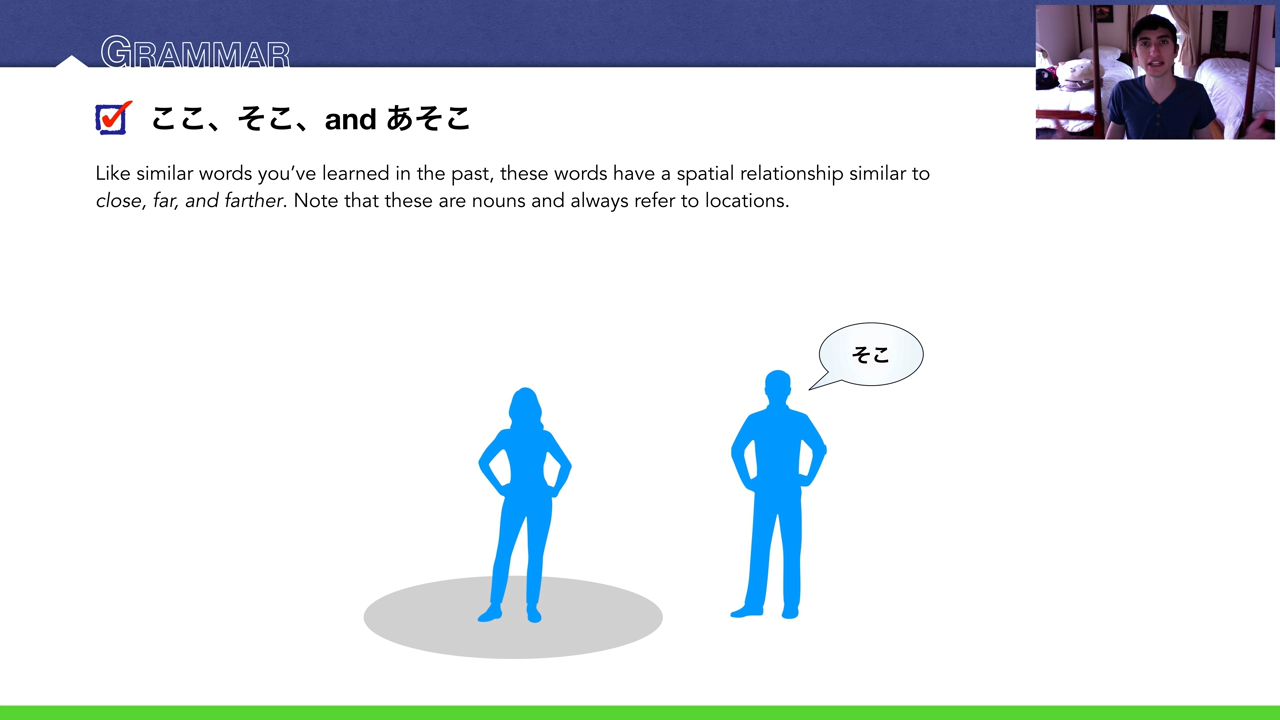 GRAMMAR
ここ、そこ、and あそこ
Like similar words you’ve learned in the past, these words have a spatial relationship similar to
close, far, and farther. Note that these are nouns and always refer to locations.
そこ